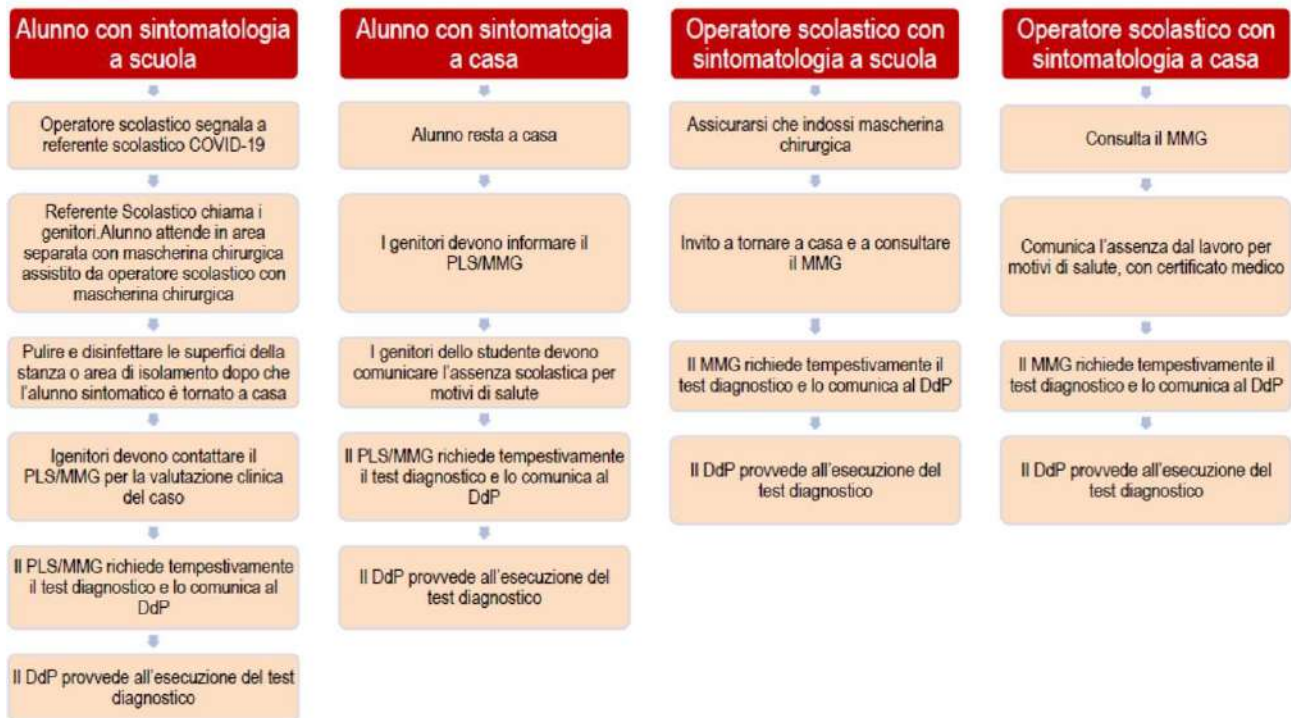 Alunno con sintomatologia
a scuola
Operatore scolastico segnala a
referente scolastico COVID-19
Referente Scolastico chiama i
genitori.Alunno attende in area
separata con mascherina chirurgica
assistito da operatore scolastico con
mascherina chirurgica
Pulire e disinfettare le superfici della
stanza o area di isolamento dopo che
l'alunno sintomatico è tornato a casa
Igenitori devono contattare il
PLS/MMG per la valutazione clinica
del caso
Il PLS/MMG richiede tempestivamente
il test diagnostico e lo comunica al
DdP
Il DdP provvede all'esecuzione del test
diagnostico
Alunno con sintomatogia
a casa
Alunno resta a casa
I genitori devono informare il
PLS/MMG
I genitori dello studente devono
comunicare l'assenza scolastica per
motivi di salute
Il PLS/MMG richiede tempestivamente
il test diagnostico e lo comunica al
DdP
Il DdP provvede all'esecuzione del
test diagnostico
Operatore scolastico con
sintomatologia a scuola
Assicurarsi che indossi mascherina
chirurgica
Invito a tornare a casa e a consultare
il MMG
Il MMG richiede tempestivamente il
test diagnostico e lo comunica al DdP
Il DdP provvede all'esecuzione del
test diagnostico
Operatore scolastico con
sintomatologia a casa
Consulta il MMG
Comunica l'assenza dal lavoro per
motivi di salute, con certificato medico
Il MMG richiede tempestivamente il
test diagnostico e lo comunica al DdP
Il DdP provvede all'esecuzione del
test diagnostico